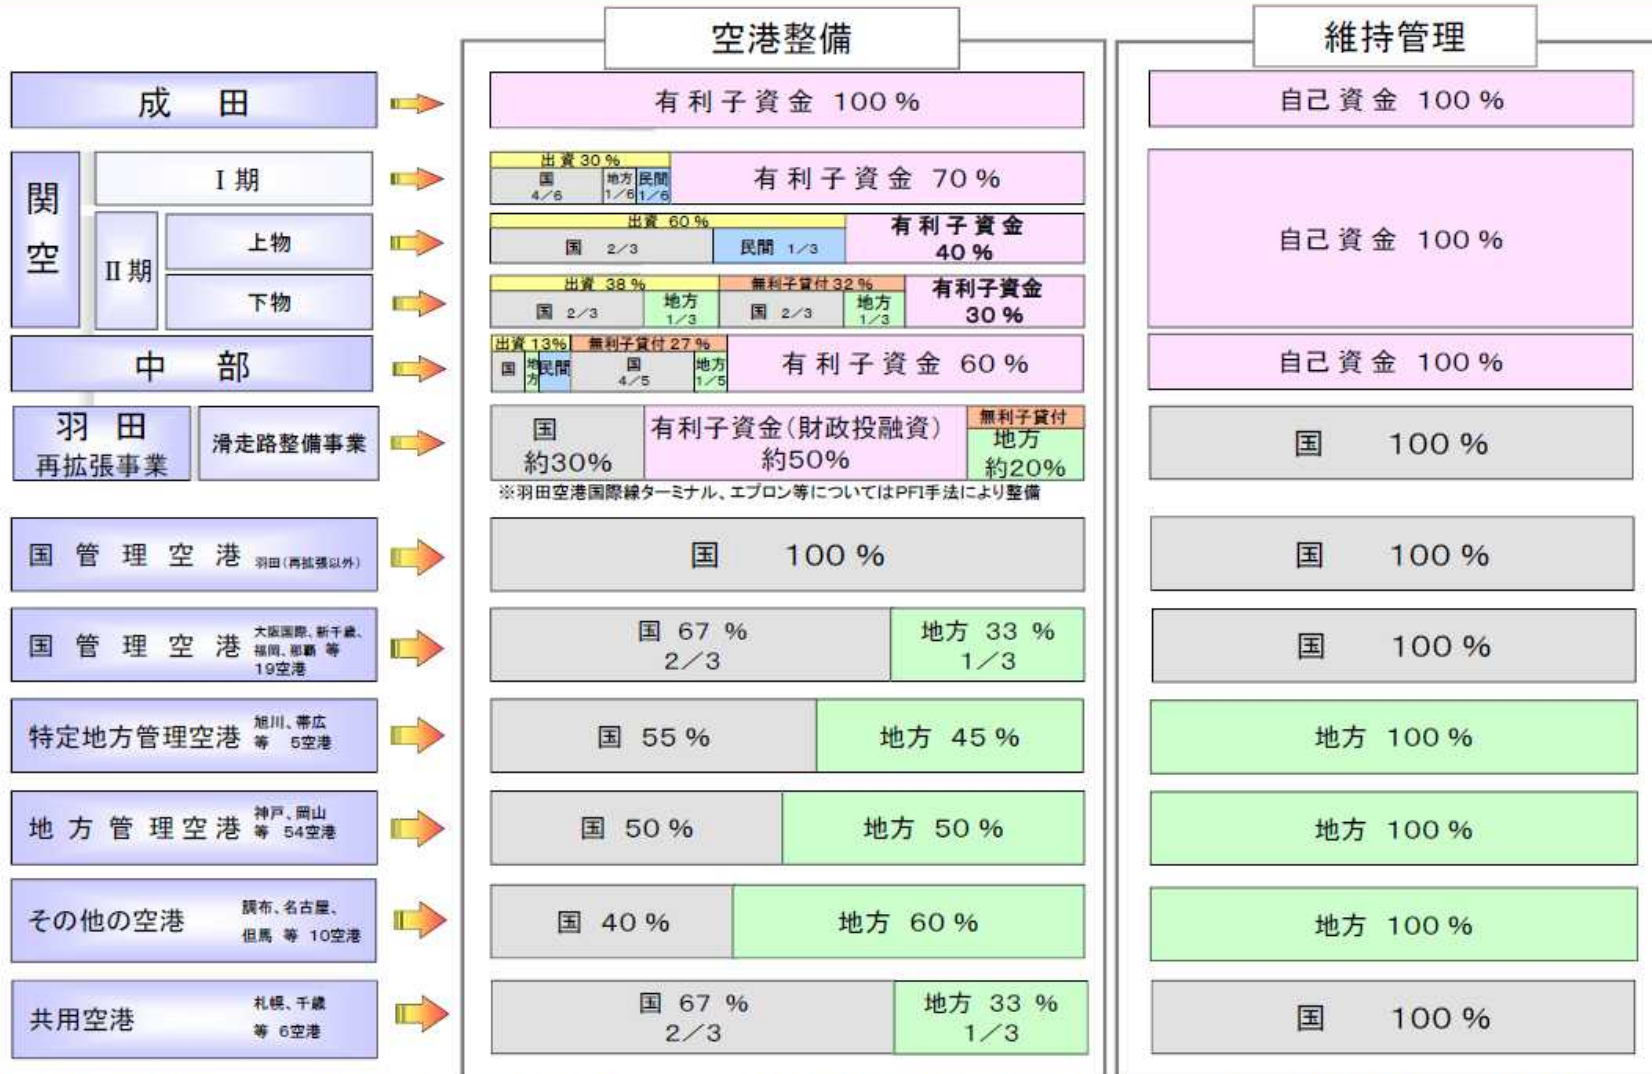 空港整備
維持管理
成田
有利子資金 100%
自己資金 100%
関空
Ⅰ期
出資 30%
国
4/6
地方
1/6
民間
1/6
有利子資金 70%
自己資金 100%
Ⅱ期
上物
出資 60%
国 2/3
民間 1/3
有利子資金
40%
下物
出資 38%
国 2/3
地方
1/3
無利子貸付 32%
国 2/3
地方
1/3
有利子資金
30%
中部
出資 13%
国
地方
民間
無利子貸付 27%
国
4/5
地方
1/5
有利子資金 60%
自己資金 100%
羽田
再拡張事業
滑走路整備事業
国
約30%
有利子資金(財政投融資)
約50%
無利子貸付
地方
約20%
国 100%
※羽田空港国際線ターミナル、エプロン等についてはPFI手法により整備
国管理空港 羽田(再拡張以外)
国 100%
国 100%
国管理空港
大阪国際、新千歳、
福岡、那覇 等
19空港
国 67%
2/3
地方 33%
1/3
国 100%
特定地方管理空港
旭川、帯広
等 5空港
国 55%
地方 45%
地方 100%
地方管理空港
神戸、岡山
等 54空港
国 50%
地方 50%
地方 100%
その他の空港
調布、名古屋、
但馬 等 10空港
国 40%
地方 60%
地方 100%
共用空港
札幌、千歳
等 6空港
国 67%
2/3
地方 33%
1/3
国 100%